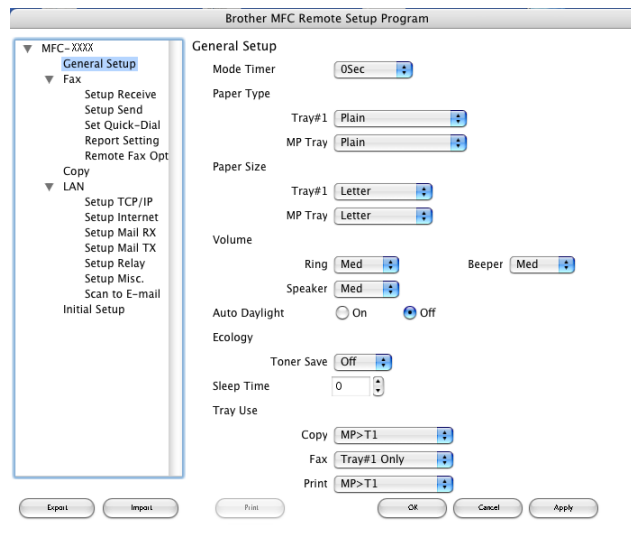 Brother MFC Remote Setup Program
MFC-XXXX
General Setup
Fax
Setup Receive
Setup Send
Set Quick-Dial
Report Setting
Remote Fax Opt
Copy
LAN
Setup TCP/IP
Setup Internet
Setup Mail RX
Setup Mail TX
Setup Relay
Setup Misc.
Scan to E-mail
Initial Setup
General Setup
Mode Timer 0Sec
Paper Type
Tray#1 Plain
MP Tray Plain
Paper Size
Tray#1 Letter
MP Tray Letter
Volume
Ring Med Beeper Med
Speaker Med
Auto Daylight On Off
Ecology
Toner Save Off
Sleep Time 0
Tray Use
Copy MP>T1
Fax Tray#1 Only
Print MP>T1
Export Import Print OK Cancel Apply